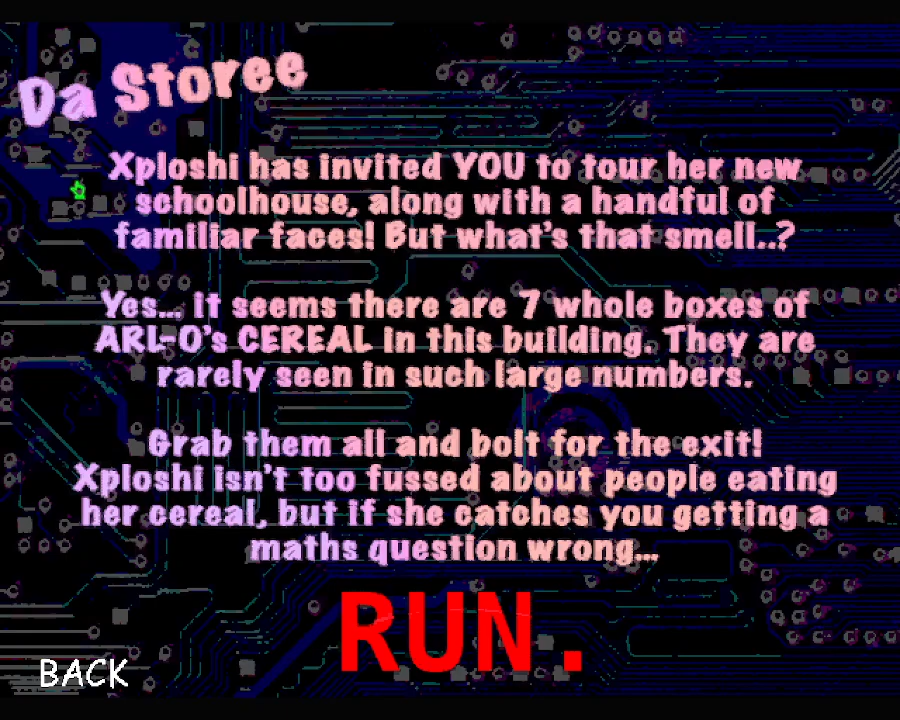 Da Storee
Xploshi has invited YOU to tour her new
schoolhouse, along with a handful of
familiar faces! But what's that smell..?
Yes... it seems there are 7 whole boxes of
ARL-O's CEREAL in this building. They are
rarely seen in such large numbers.
Grab them all and bolt for the exit!
Xploshi isn't too fussed about people eating
her cereal, but if she catches you getting a
maths question wrong...
RUN.
BACK